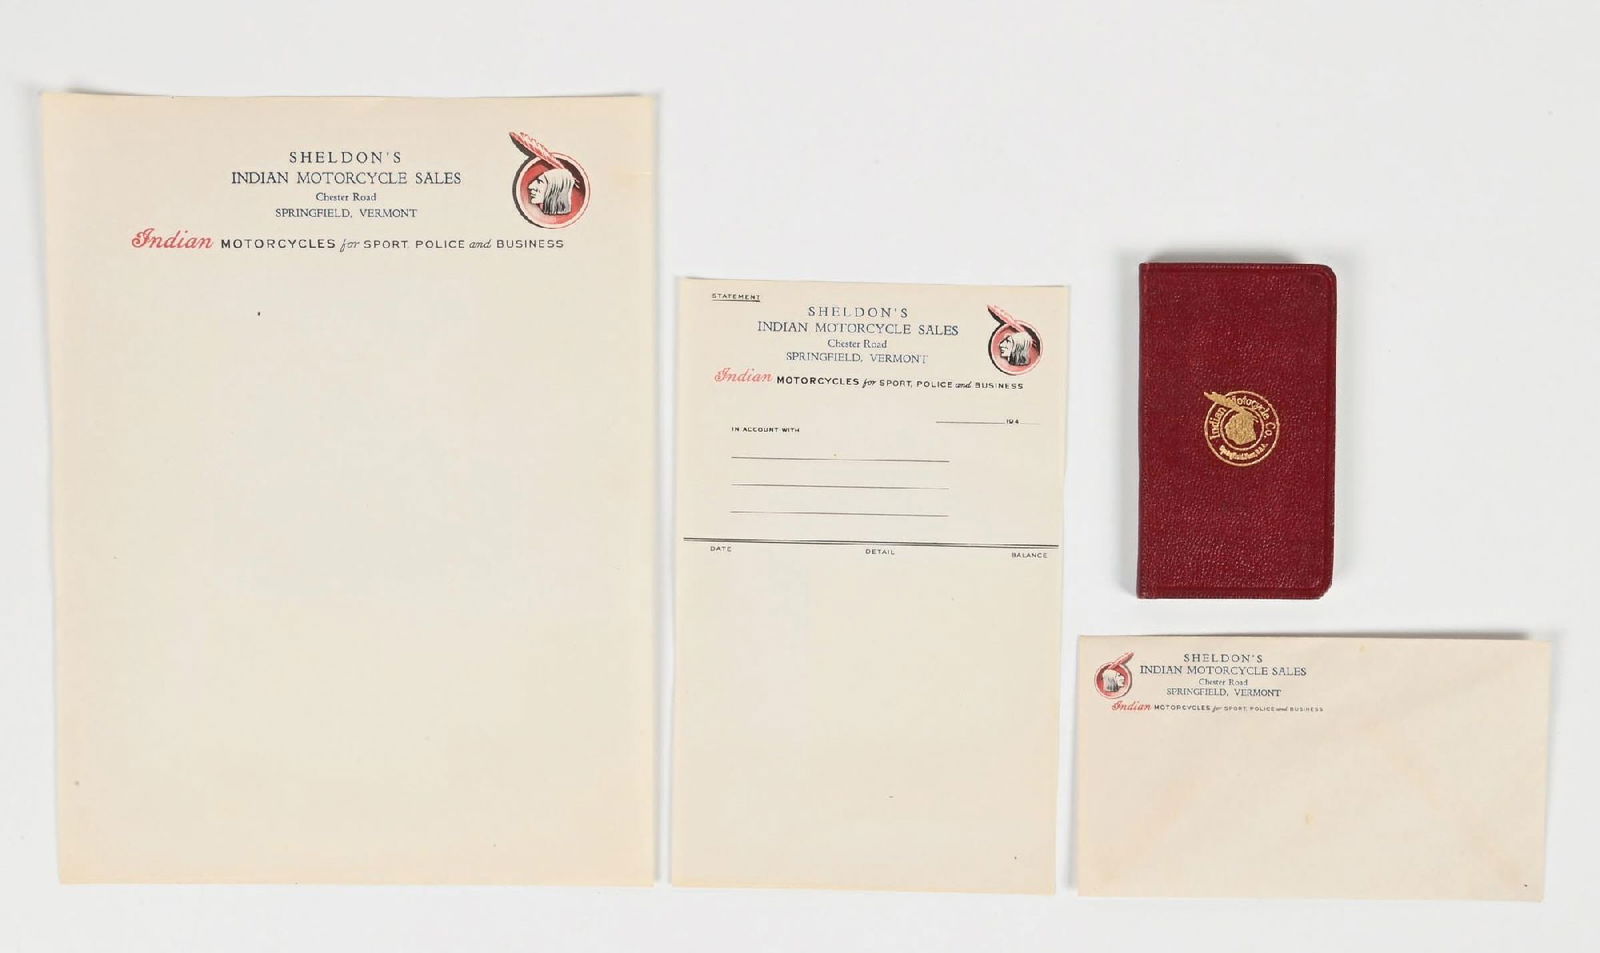 SHELDON'S
INDIAN MOTORCYCLE SALES
Chester Road
SPRINGFIELD, VERMONT
Indian MOTORCYCLES for SPORT, POLICE and BUSINESS
STATEMENT
SHELDON'S
INDIAN MOTORCYCLE SALES
Chester Road
SPRINGFIELD, VERMONT
Indian MOTORCYCLES for SPORT, POLICE and BUSINESS
194
IN ACCOUNT WITH
DATE DETAIL BALANCE
Indian Motorcycle Co.
SHELDON'S
INDIAN MOTORCYCLE SALES
Chester Road
SPRINGFIELD, VERMONT
Indian MOTORCYCLES for SPORT, POLICE and BUSINESS